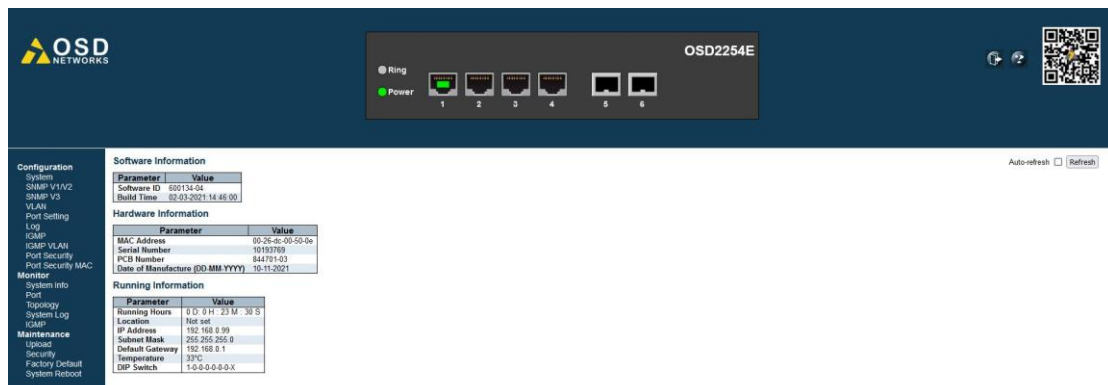 OSD
NETWORKS
OSD2254E
Ring
Power
1 2 3 4 5 6
Configuration
System
SNMP V1/V2
SNMP V3
VLAN
Port Setting
Log
IGMP
IGMP VLAN
Port Security
Port Security MAC
Monitor
System Info
Port
Topology
System Log
IGMP
Maintenance
Upload
Security
Factory Default
System Reboot
Software Information
Auto-refresh Refresh
Parameter Value
Software ID 600134-04
Build Time 02-03-2021:14:46:00
Hardware Information
Parameter Value
MAC Address 00-26-dc-00-50-0e
Serial Number 10193769
PCB Number 844701-03
Date of Manufacture (DD-MM-YYYY) 10-11-2021
Running Information
Parameter Value
Running Hours 0 D: 0 H : 23 M : 30 S
Location Not set
IP Address 192.168.0.99
Subnet Mask 255.255.255.0
Default Gateway 192.168.0.1
Temperature 33°C
DIP Switch 1-0-0-0-0-0-X